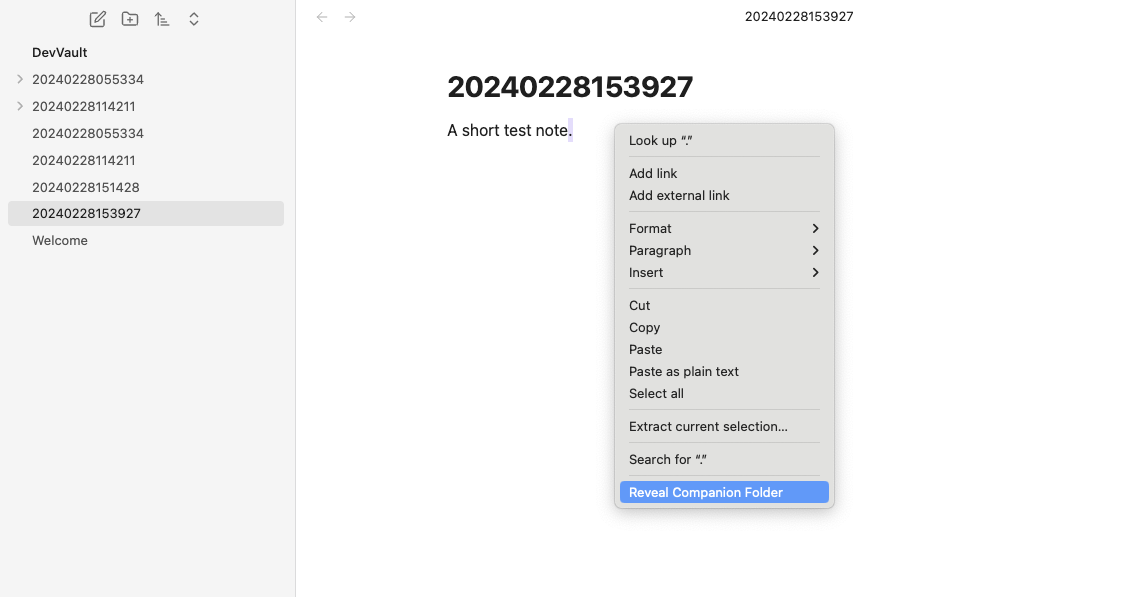 DevVault
20240228055334
20240228114211
20240228055334
20240228114211
20240228151428
20240228153927
Welcome
20240228153927
20240228153927
A short test note.
Look up “.”
Add link
Add external link
Format
Paragraph
Insert
Cut
Copy
Paste
Paste as plain text
Select all
Extract current selection...
Search for “.”
Reveal Companion Folder